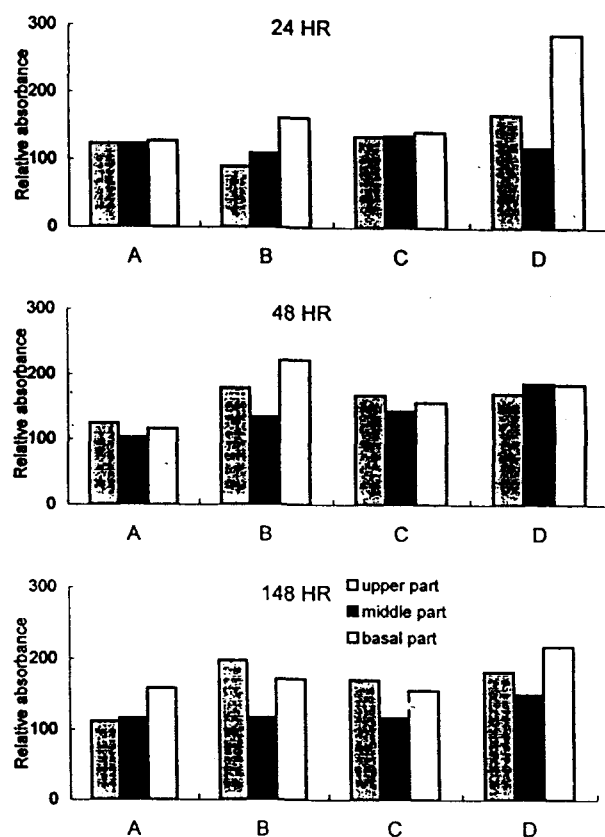 24 HR
Relative absorbance
300
200
100
0
A B C D
48 HR
Relative absorbance
300
200
100
0
A B C D
148 HR
Relative absorbance
300
200
100
0
upper part
middle part
basal part
A B C D